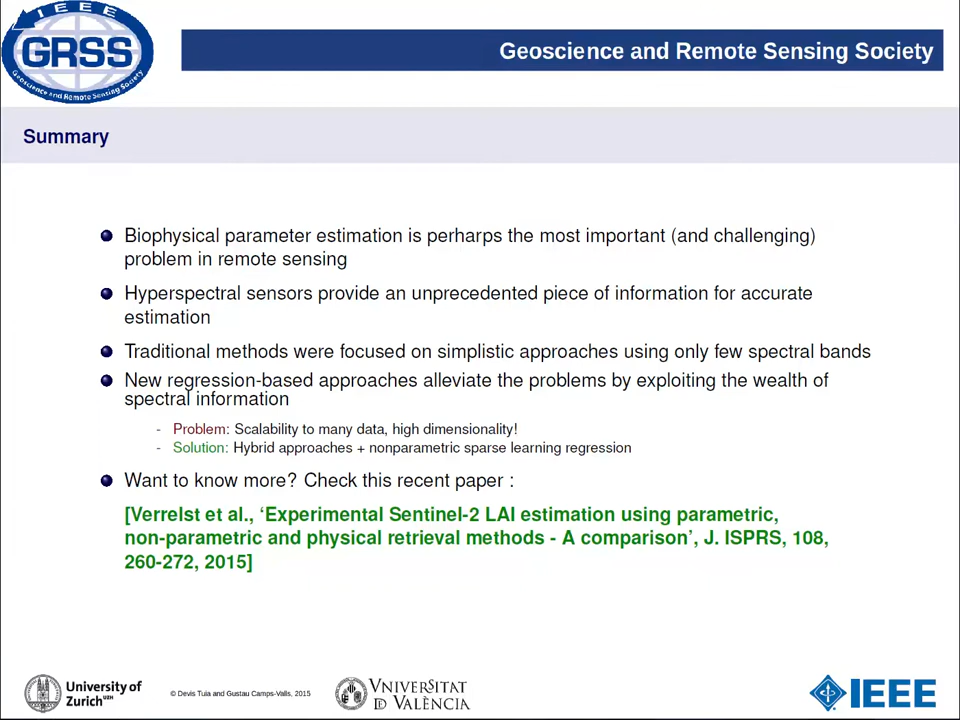 IEEE
GRSS
Geoscience and Remote Sensing Society
Geoscience and Remote Sensing Society
Summary
Biophysical parameter estimation is perharps the most important (and challenging)
problem in remote sensing
Hyperspectral sensors provide an unprecedented piece of information for accurate
estimation
Traditional methods were focused on simplistic approaches using only few spectral bands
New regression-based approaches alleviate the problems by exploiting the wealth of
spectral information
- Problem: Scalability to many data, high dimensionality!
- Solution: Hybrid approaches + nonparametric sparse learning regression
Want to know more? Check this recent paper :
[Verrelst et al., ‘Experimental Sentinel-2 LAI estimation using parametric,
non-parametric and physical retrieval methods - A comparison’, J. ISPRS, 108,
260-272, 2015]
University of
Zurich UZH
© Devis Tuia and Gustau Camps-Valls, 2015
VNIVERSITAT
ID VALÈNCIA
IEEE